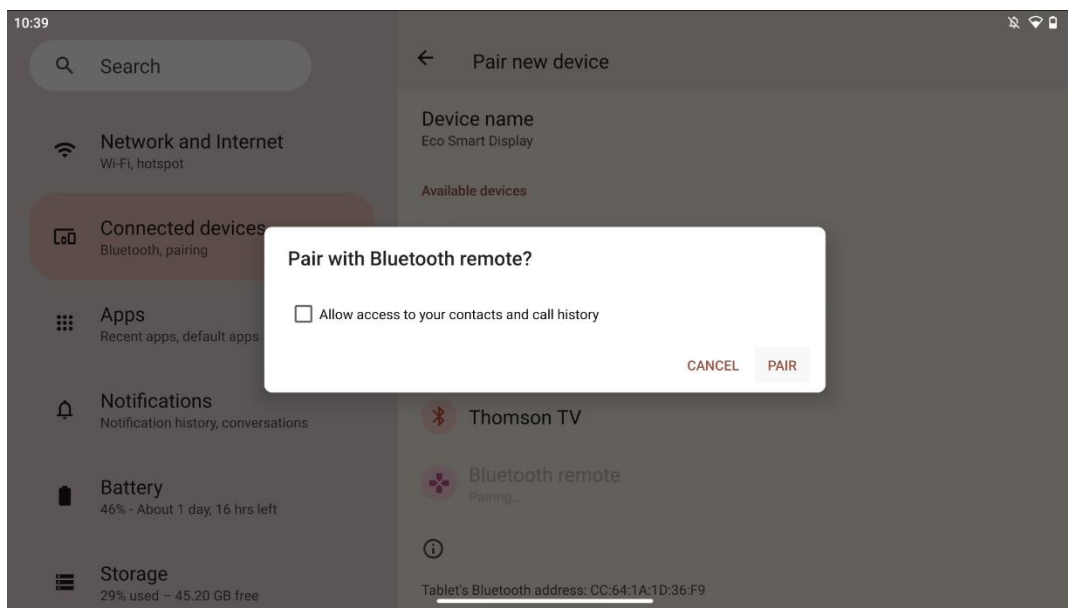 10:39
Search
Network and Internet
Wi-Fi, hotspot
Connected devices
Bluetooth, pairing
Apps
Recent apps, default apps
Notifications
Notification history, conversations
Battery
46% - About 1 day, 16 hrs left
Storage
29% used – 45.20 GB free
Pair new device
Device name
Eco Smart Display
Available devices
Pair with Bluetooth remote?
Allow access to your contacts and call history
CANCEL PAIR
Thomson TV
Bluetooth remote
Pairing...
Tablet's Bluetooth address: CC:64:1A:1D:36:F9